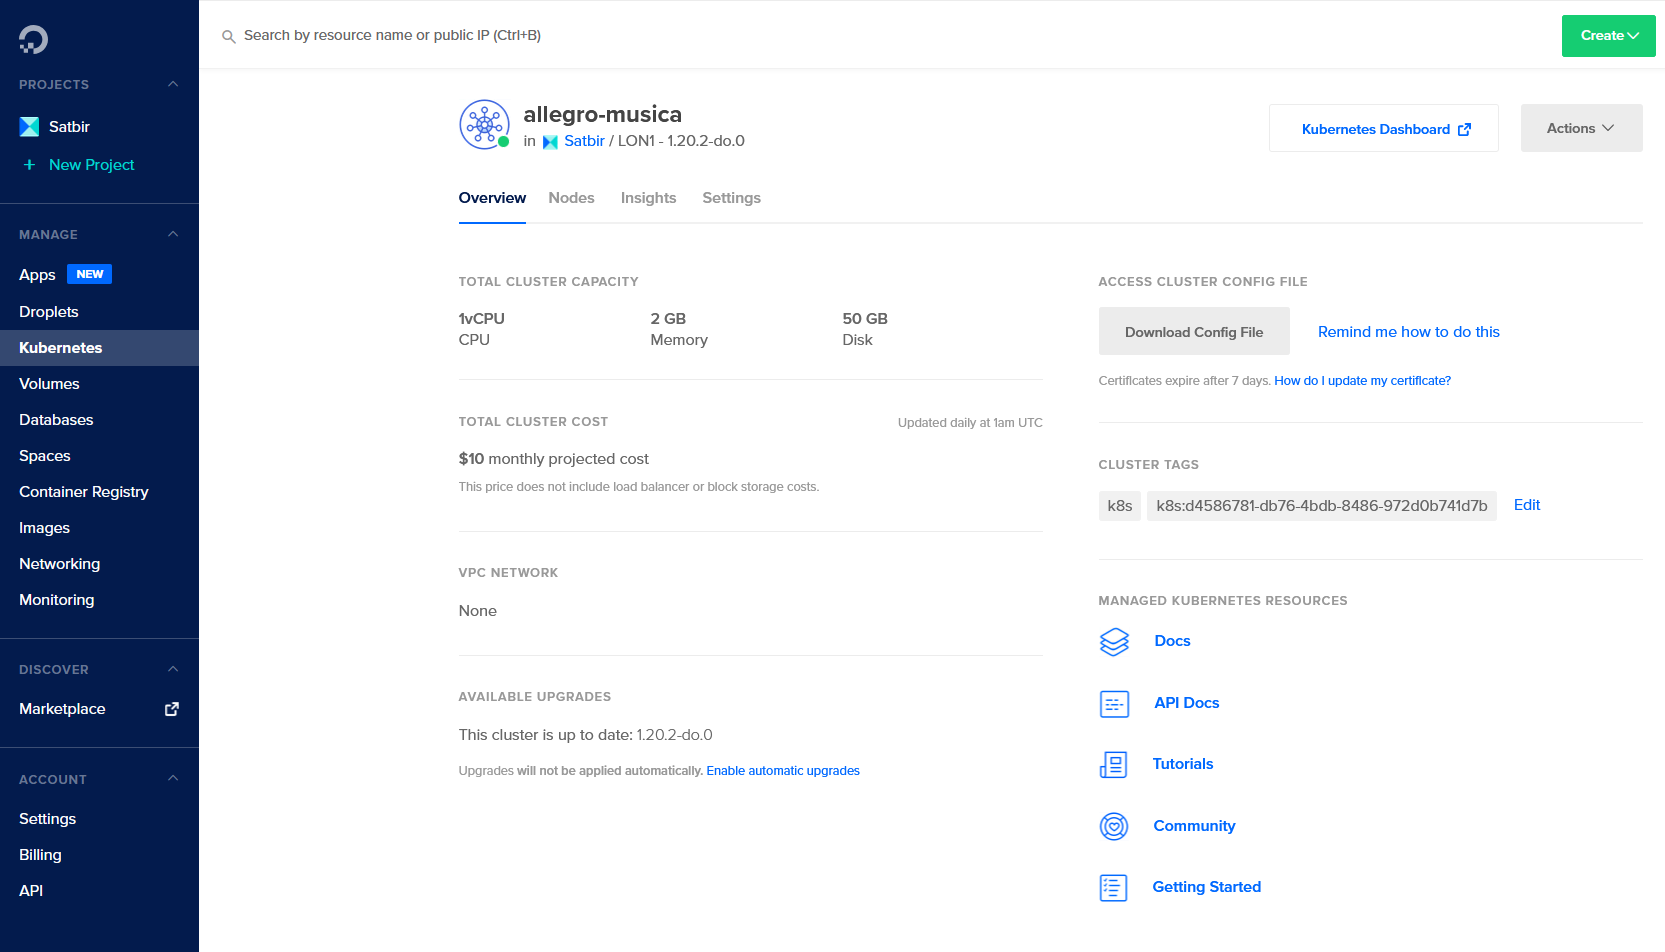 Search by resource name or public IP (Ctrl+B)
Create
PROJECTS
Satbir
+ New Project
MANAGE
Apps NEW
Droplets
Kubernetes
Volumes
Databases
Spaces
Container Registry
Images
Networking
Monitoring
DISCOVER
Marketplace
ACCOUNT
Settings
Billing
API
allegro-musica
in Satbir / LON1 - 1.20.2-do.0
Kubernetes Dashboard
Actions
Overview Nodes Insights Settings
TOTAL CLUSTER CAPACITY
1vCPU 2 GB 50 GB
CPU Memory Disk
TOTAL CLUSTER COST Updated daily at 1am UTC
$10 monthly projected cost
This price does not include load balancer or block storage costs.
VPC NETWORK
None
AVAILABLE UPGRADES
This cluster is up to date: 1.20.2-do.0
Upgrades will not be applied automatically. Enable automatic upgrades
ACCESS CLUSTER CONFIG FILE
Download Config File Remind me how to do this
Certificates expire after 7 days. How do I update my certificate?
CLUSTER TAGS
k8s k8s:d4586781-db76-4bdb-8486-972d0b741d7b Edit
MANAGED KUBERNETES RESOURCES
Docs
API Docs
Tutorials
Community
Getting Started